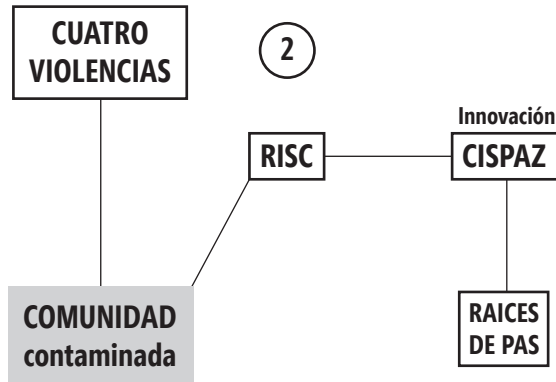 CUATRO
VIOLENCIAS
2
Innovación
RISC
CISPAZ
COMUNIDAD
contaminada
RAICES
DE PAS